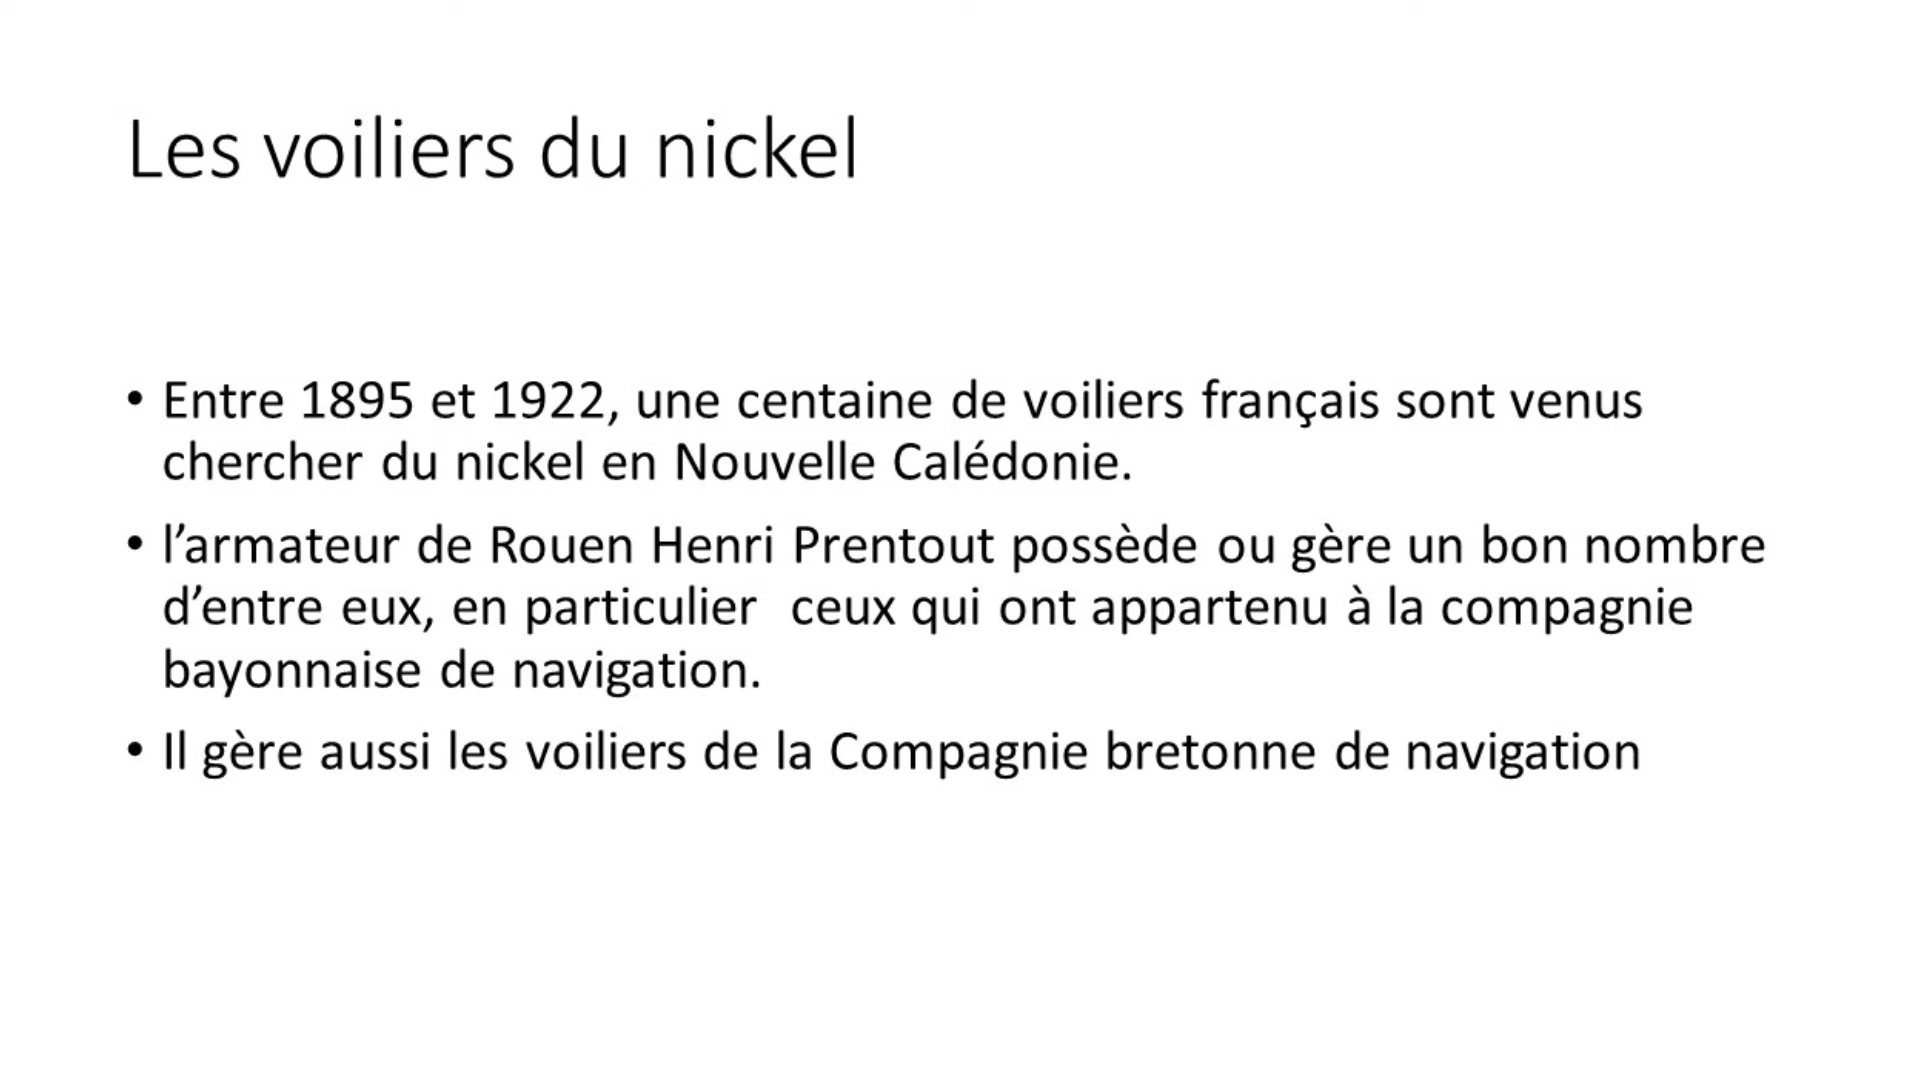 Les voiliers du nickel
• Entre 1895 et 1922, une centaine de voiliers français sont venus
chercher du nickel en Nouvelle Calédonie.
• l’armateur de Rouen Henri Prentout possède ou gère un bon nombre
d’entre eux, en particulier  ceux qui ont appartenu à la compagnie
bayonnaise de navigation.
• Il gère aussi les voiliers de la Compagnie bretonne de navigation